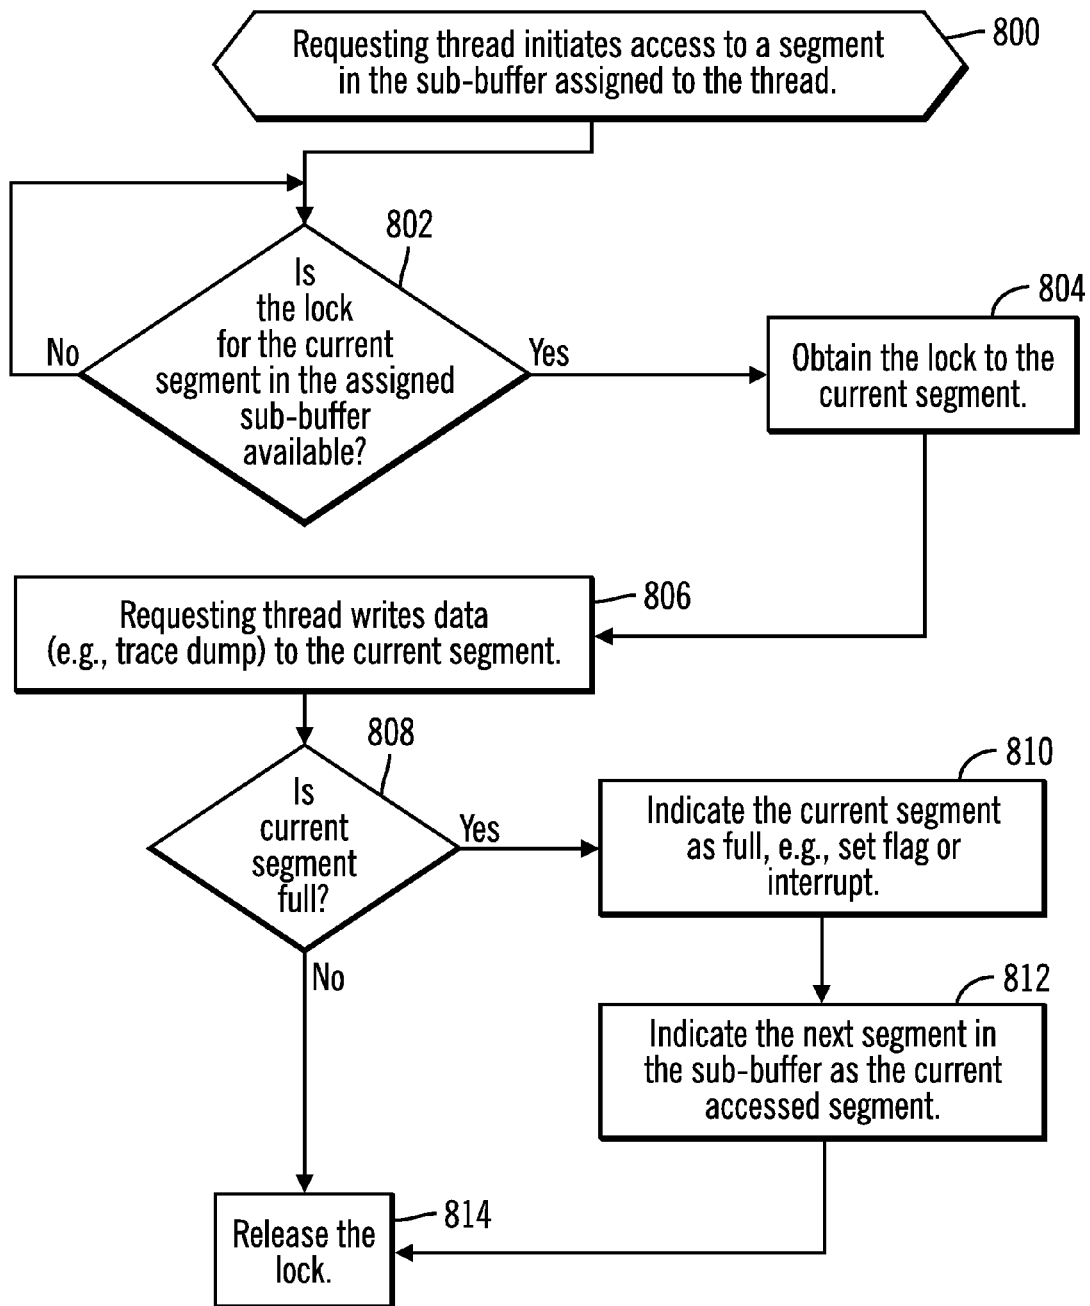 Requesting thread initiates access to a segment
in the sub-buffer assigned to the thread.
800
802
Is
the lock
for the current
segment in the assigned
sub-buffer
available?
No
Yes
804
Obtain the lock to the
current segment.
Requesting thread writes data
(e.g., trace dump) to the current segment.
806
808
Is
current
segment
full?
Yes
No
810
Indicate the current segment
as full, e.g., set flag or
interrupt.
812
Indicate the next segment in
the sub-buffer as the current
accessed segment.
Release the
lock.
814